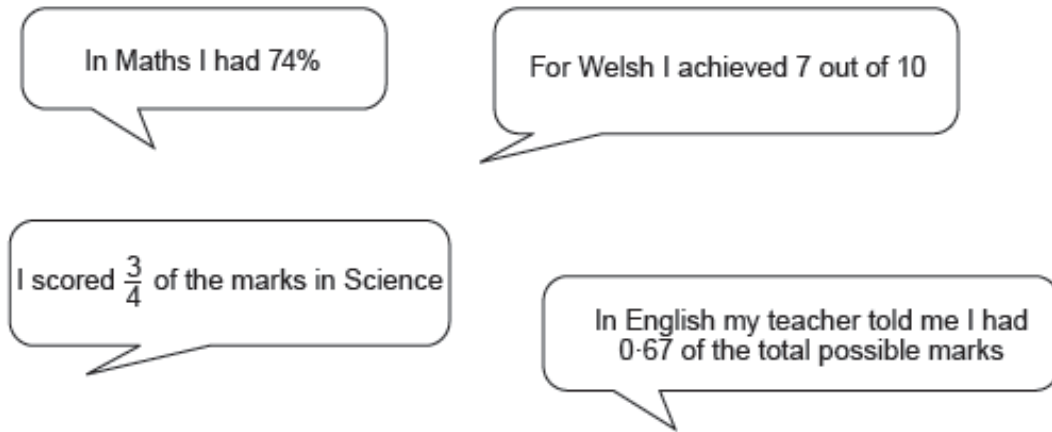 In Maths I had 74%
For Welsh I achieved 7 out of 10
I scored 3/4 of the marks in Science
In English my teacher told me I had
0·67 of the total possible marks